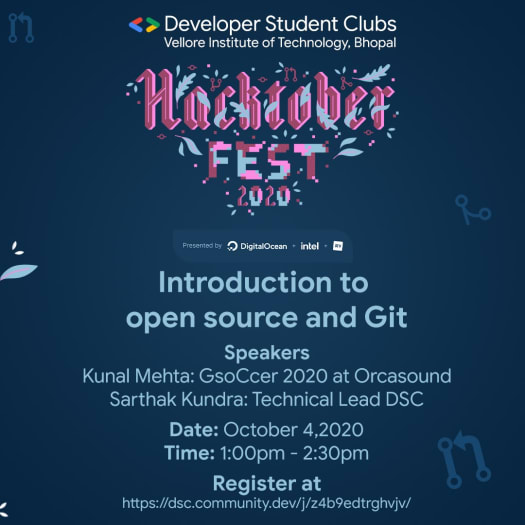 Developer Student Clubs
Vellore Institute of Technology, Bhopal
Hacktober
FEST
2020
Presented by DigitalOcean • intel • DEV
Introduction to
open source and Git
Speakers
Kunal Mehta: GsoCcer 2020 at Orcasound
Sarthak Kundra: Technical Lead DSC
Date: October 4,2020
Time: 1:00pm - 2:30pm
Register at
https://dsc.community.dev/j/z4b9edtrghvjv/